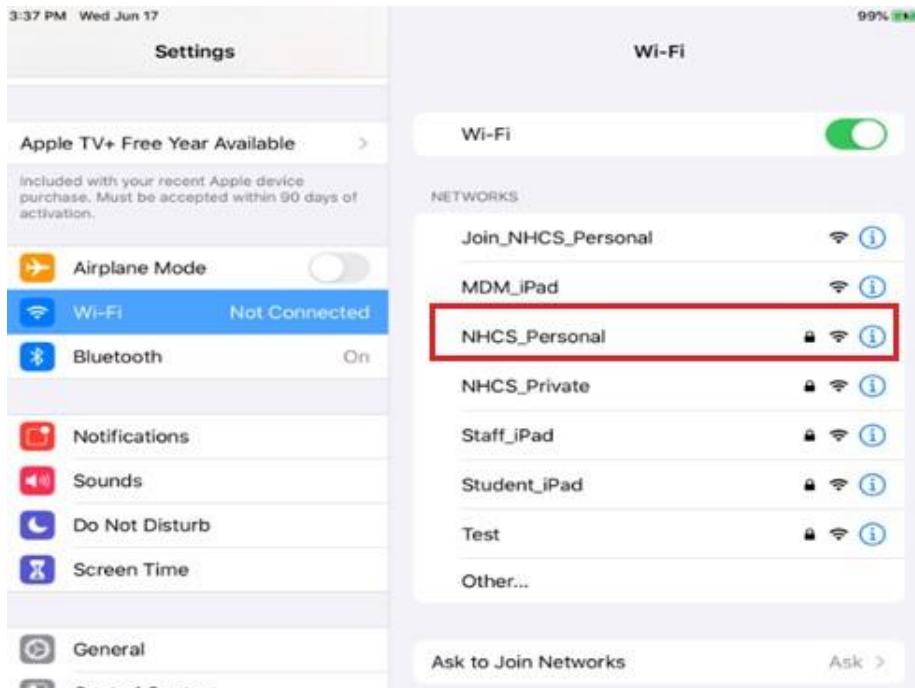 3:37 PM Wed Jun 17
99%
Settings
Wi-Fi
Apple TV+ Free Year Available
Included with your recent Apple device
purchase. Must be accepted within 90 days of
activation.
Airplane Mode
Wi-Fi Not Connected
Bluetooth On
Notifications
Sounds
Do Not Disturb
Screen Time
General
Wi-Fi
NETWORKS
Join_NHCS_Personal
MDM_iPad
NHCS_Personal
NHCS_Private
Staff_iPad
Student_iPad
Test
Other...
Ask to Join Networks Ask